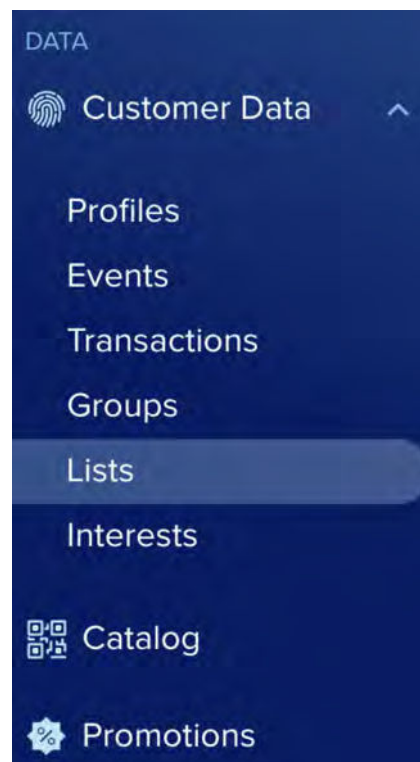 DATA
Customer Data
Profiles
Events
Transactions
Groups
Lists
Interests
Catalog
Promotions